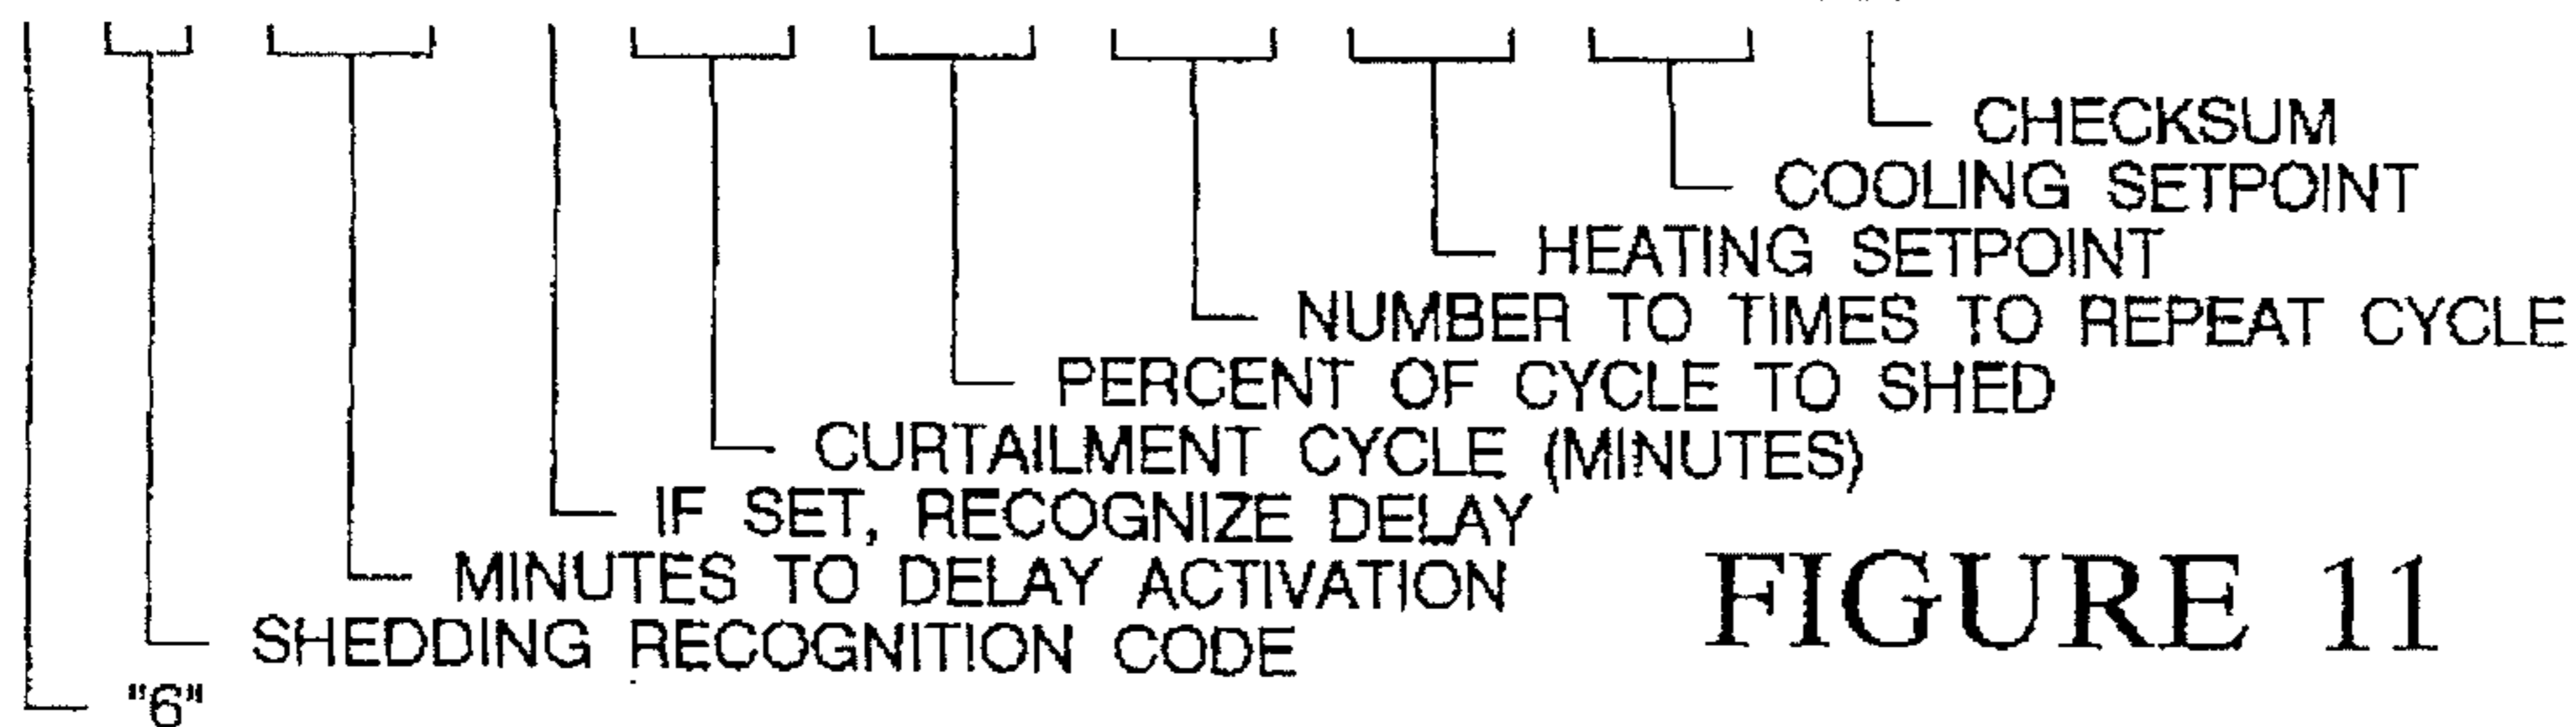 CHECKSUM
COOLING SETPOINT
HEATING SETPOINT
NUMBER TO TIMES TO REPEAT CYCLE
PERCENT OF CYCLE TO SHED
CURTAILMENT CYCLE (MINUTES)
IF SET, RECOGNIZE DELAY
MINUTES TO DELAY ACTIVATION
SHEDDING RECOGNITION CODE
"6"
FIGURE 11